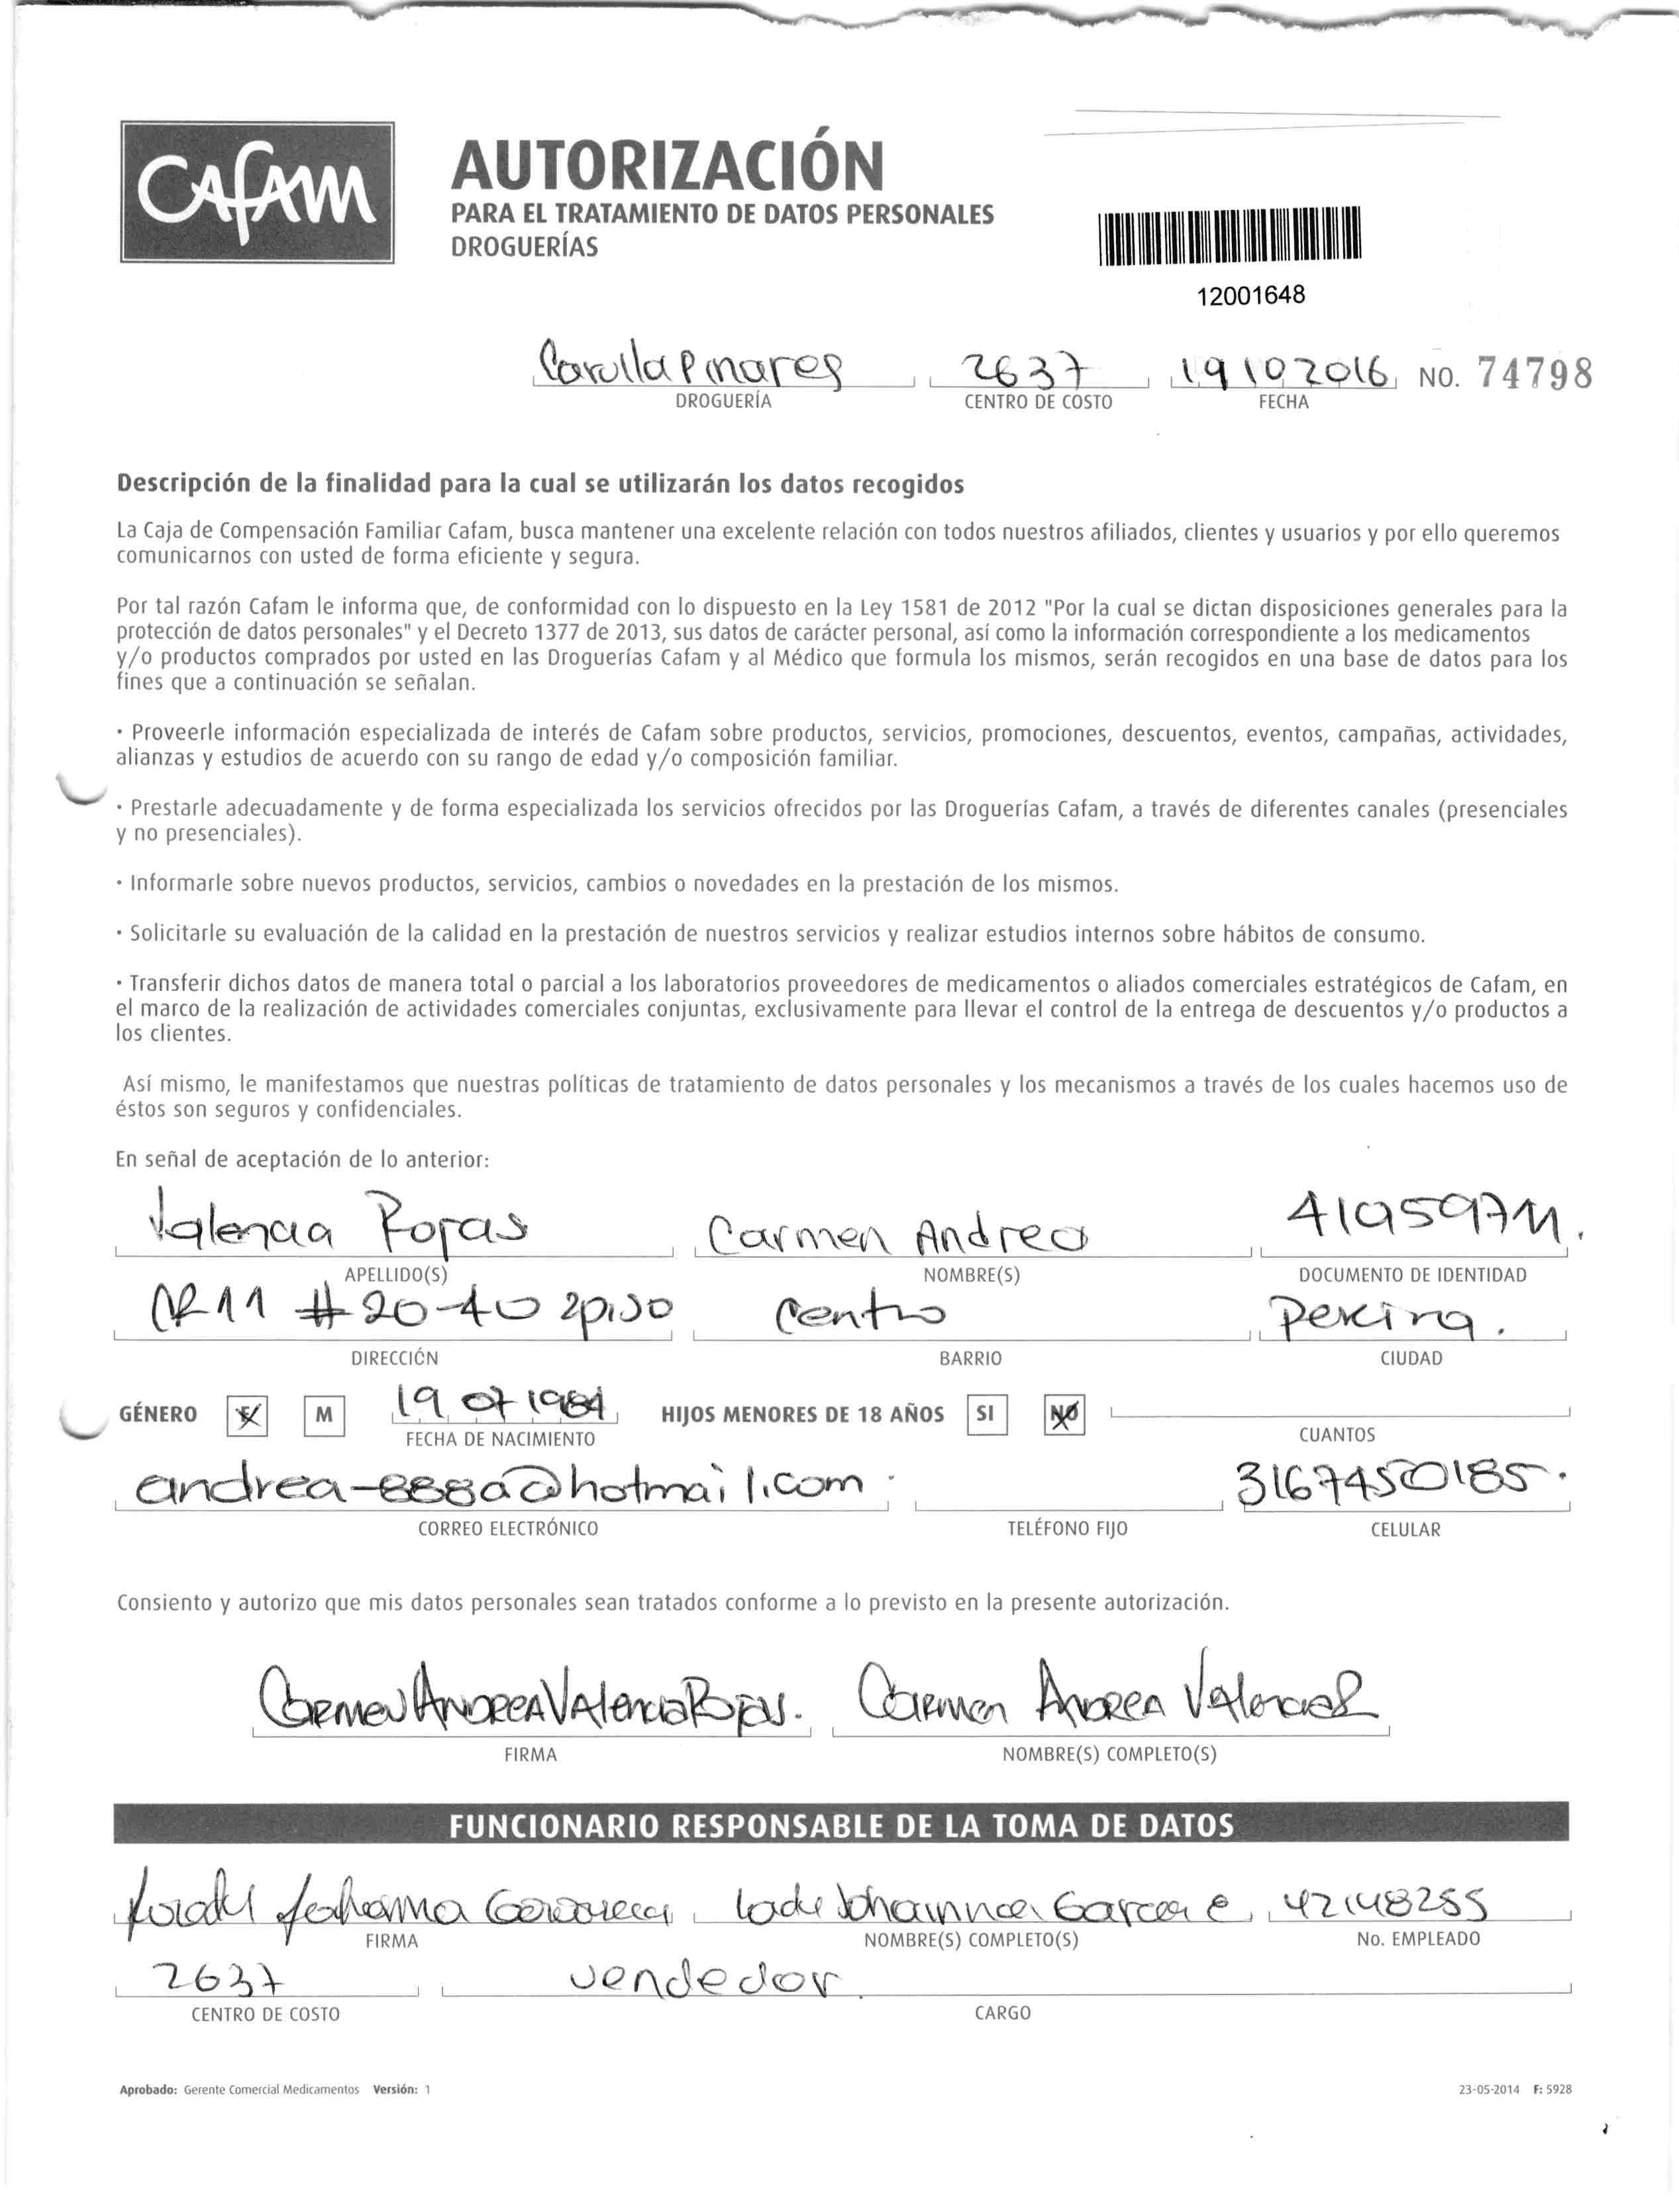 CAFAM
AUTORIZACIÓN
PARA EL TRATAMIENTO DE DATOS PERSONALES
DROGUERÍAS
12001648
Carulla Pinares 2637 19 10 2016 NO. 74798
DROGUERÍA CENTRO DE COSTO FECHA
Descripción de la finalidad para la cual se utilizarán los datos recogidos
La Caja de Compensación Familiar Cafam, busca mantener una excelente relación con todos nuestros afiliados, clientes y usuarios y por ello queremos
comunicarnos con usted de forma eficiente y segura.
Por tal razón Cafam le informa que, de conformidad con lo dispuesto en la Ley 1581 de 2012 "Por la cual se dictan disposiciones generales para la
protección de datos personales" y el Decreto 1377 de 2013, sus datos de carácter personal, así como la información correspondiente a los medicamentos
y/o productos comprados por usted en las Droguerías Cafam y al Médico que formula los mismos, serán recogidos en una base de datos para los
fines que a continuación se señalan.
· Proveerle información especializada de interés de Cafam sobre productos, servicios, promociones, descuentos, eventos, campañas, actividades,
alianzas y estudios de acuerdo con su rango de edad y/o composición familiar.
· Prestarle adecuadamente y de forma especializada los servicios ofrecidos por las Droguerías Cafam, a través de diferentes canales (presenciales
y no presenciales).
· Informarle sobre nuevos productos, servicios, cambios o novedades en la prestación de los mismos.
· Solicitarle su evaluación de la calidad en la prestación de nuestros servicios y realizar estudios internos sobre hábitos de consumo.
· Transferir dichos datos de manera total o parcial a los laboratorios proveedores de medicamentos o aliados comerciales estratégicos de Cafam, en
el marco de la realización de actividades comerciales conjuntas, exclusivamente para llevar el control de la entrega de descuentos y/o productos a
los clientes.
Así mismo, le manifestamos que nuestras políticas de tratamiento de datos personales y los mecanismos a través de los cuales hacemos uso de
éstos son seguros y confidenciales.
En señal de aceptación de lo anterior:
Valencia Rojas Carmen Andrea 41959711.
APELLIDO(S) NOMBRE(S) DOCUMENTO DE IDENTIDAD
CR 11 # 20-40 2piso Centro Pereira.
DIRECCIÓN BARRIO CIUDAD
GÉNERO F M 19 07 1984 HIJOS MENORES DE 18 AÑOS SI NO
FECHA DE NACIMIENTO CUANTOS
andrea-888a@hotmail.com. 3167450185.
CORREO ELECTRÓNICO TELÉFONO FIJO CELULAR
Consiento y autorizo que mis datos personales sean tratados conforme a lo previsto en la presente autorización.
Carmen Andrea Valencia Rojas. Carmen Andrea Valencia R
FIRMA NOMBRE(S) COMPLETO(S)
FUNCIONARIO RESPONSABLE DE LA TOMA DE DATOS
Johanna Garcia e 42148255
FIRMA NOMBRE(S) COMPLETO(S) No. EMPLEADO
2637 vendedor
CENTRO DE COSTO CARGO
Aprobado: Gerente Comercial Medicamentos Versión: 1 23-05-2014 F: 5928